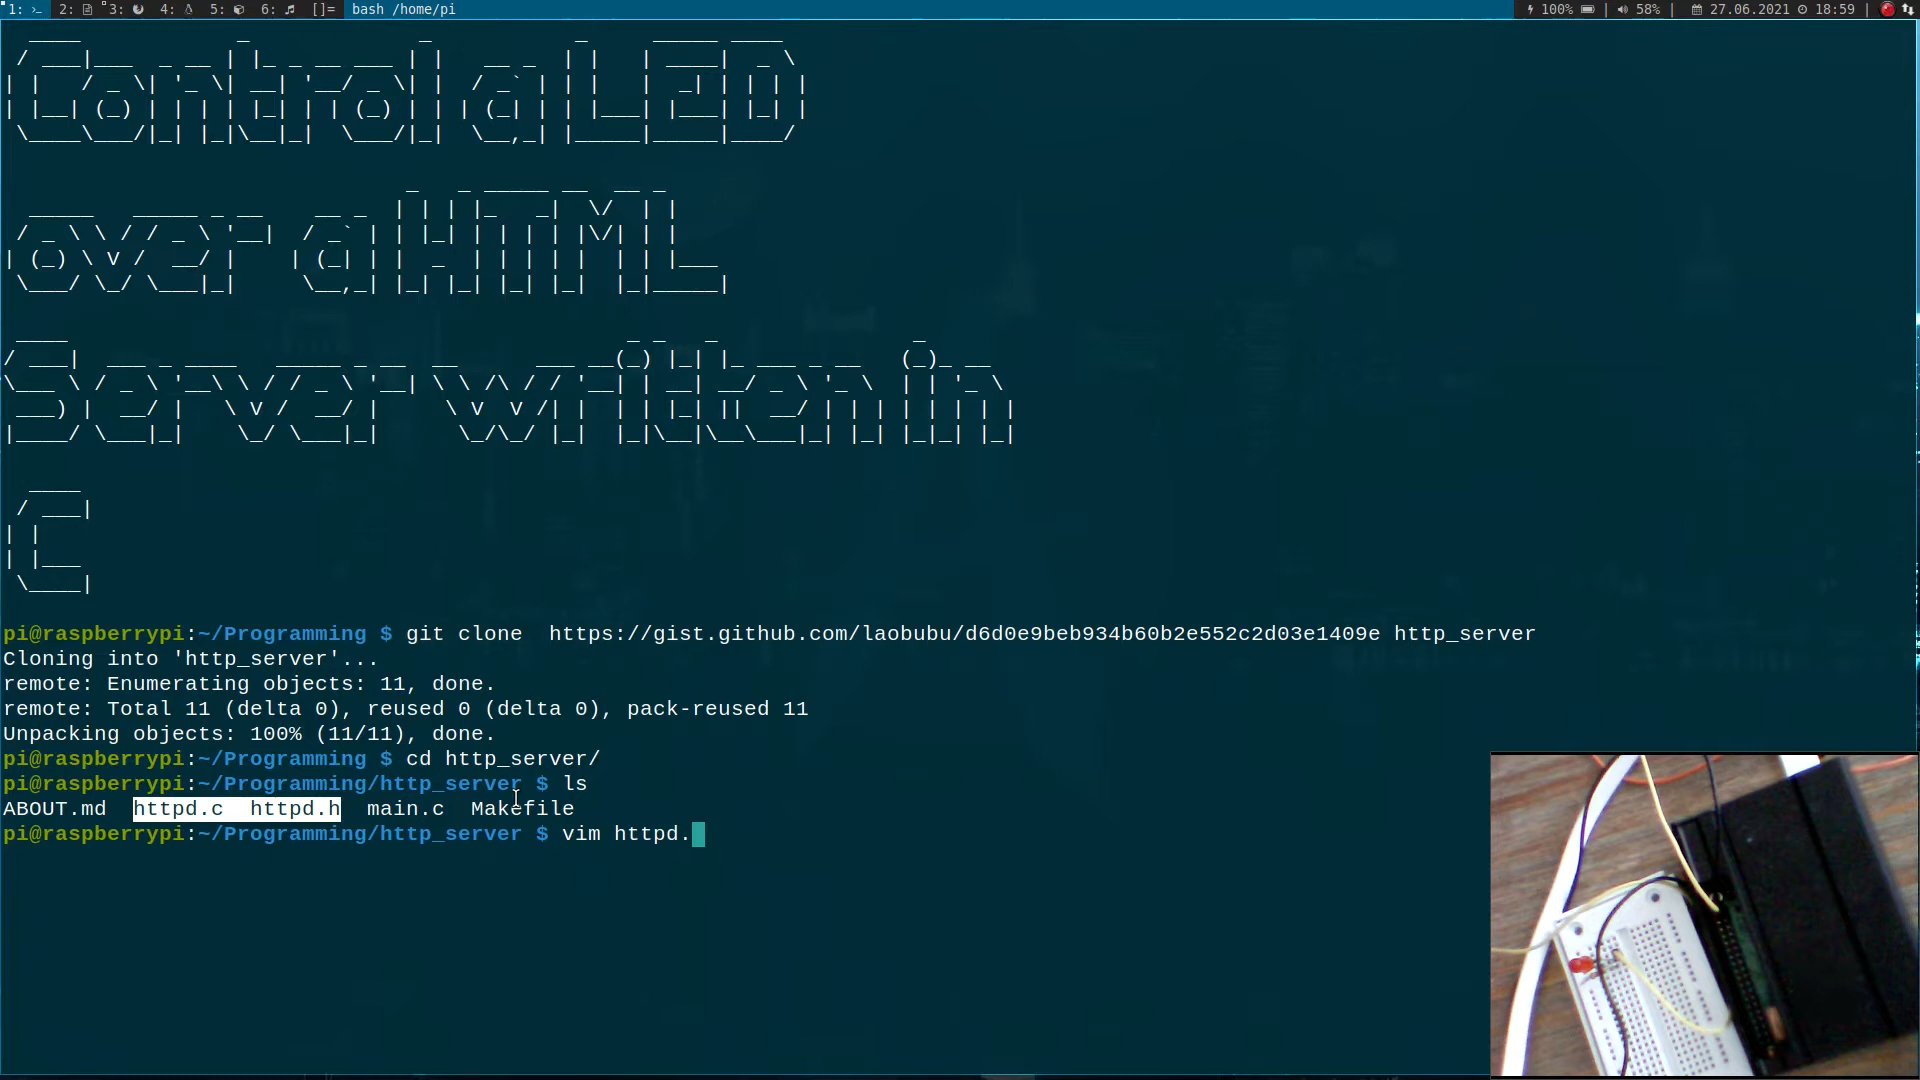 1: 2: 3: 4: 5: 6: []= bash /home/pi 100% | 58% | 27.06.2021 18:59 |
Control a LED
over a HTML
Server written in
C
pi@raspberrypi:~/Programming $ git clone  https://gist.github.com/laobubu/d6d0e9beb934b60b2e552c2d03e1409e http_server
Cloning into 'http_server'...
remote: Enumerating objects: 11, done.
remote: Total 11 (delta 0), reused 0 (delta 0), pack-reused 11
Unpacking objects: 100% (11/11), done.
pi@raspberrypi:~/Programming $ cd http_server/
pi@raspberrypi:~/Programming/http_server $ ls
ABOUT.md  httpd.c  httpd.h  main.c  Makefile
pi@raspberrypi:~/Programming/http_server $ vim httpd.